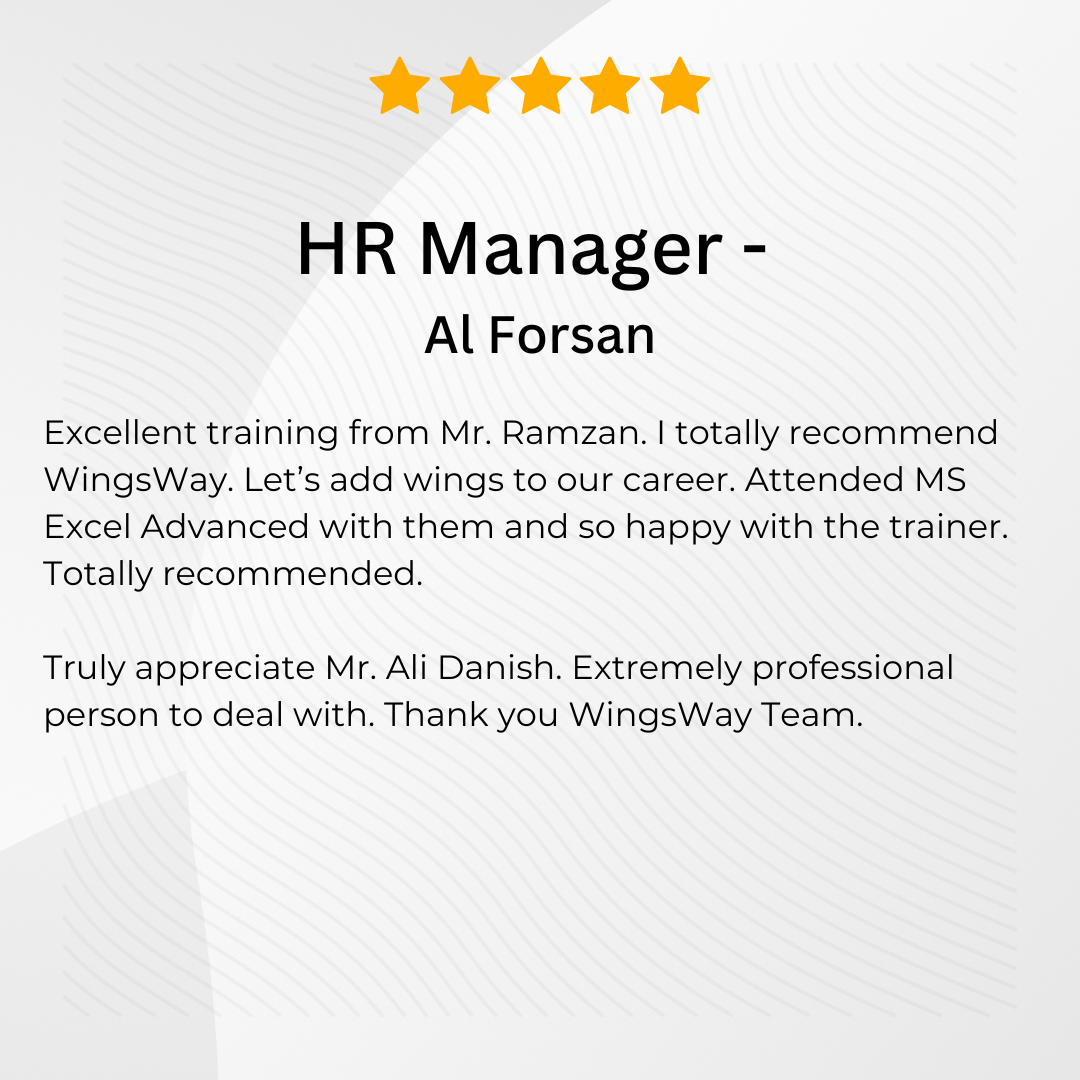 HR Manager -
Al Forsan
Excellent training from Mr. Ramzan. I totally recommend
WingsWay. Let’s add wings to our career. Attended MS
Excel Advanced with them and so happy with the trainer.
Totally recommended.
Truly appreciate Mr. Ali Danish. Extremely professional
person to deal with. Thank you WingsWay Team.